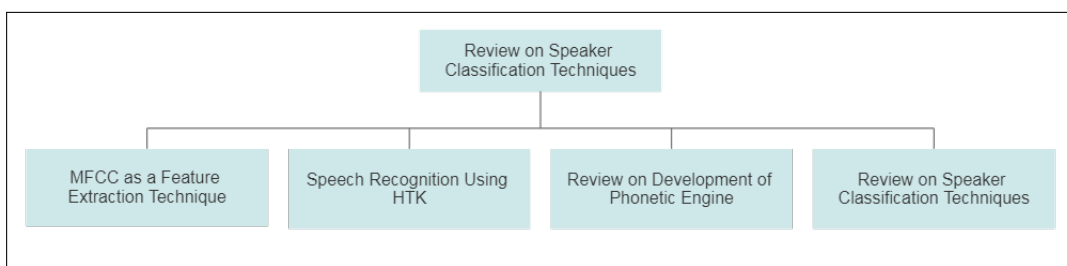 Review on Speaker
Classification Techniques
MFCC as a Feature
Extraction Technique
Speech Recognition Using
HTK
Review on Development of
Phonetic Engine
Review on Speaker
Classification Techniques